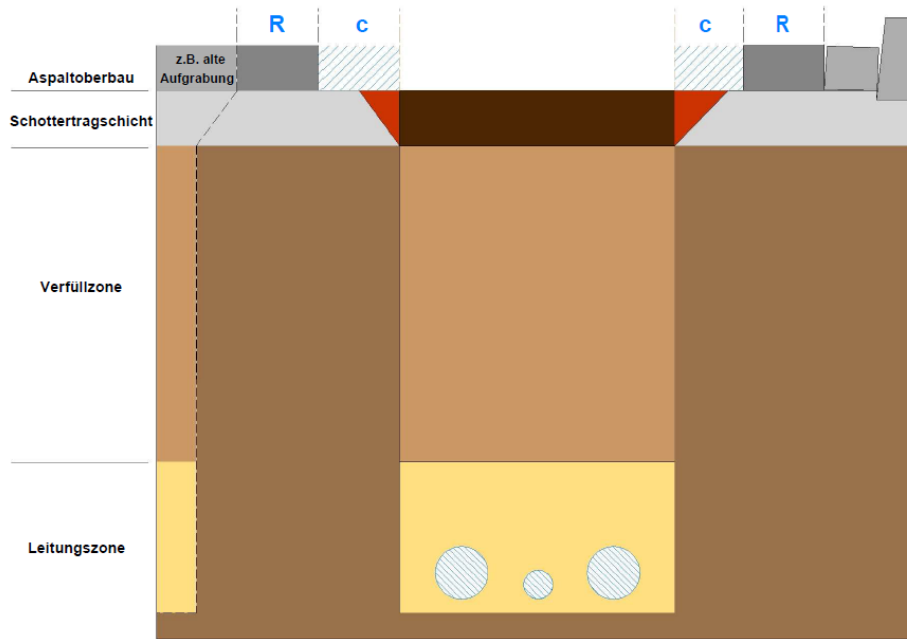 R
c
c
R
z.B. alte
Aufgrabung
Aspaltoberbau
Schottertragschicht
Verfüllzone
Leitungszone